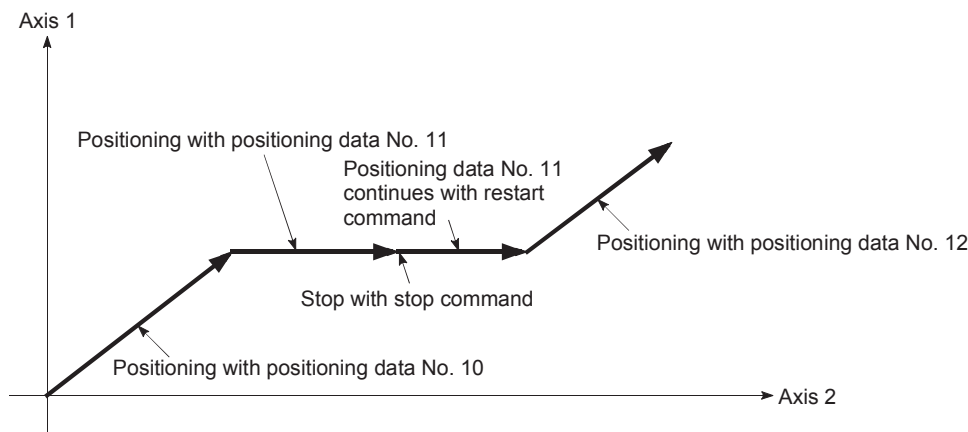 Axis 1
Positioning with positioning data No. 11
Positioning data No. 11
continues with restart
command
Positioning with positioning data No. 12
Stop with stop command
Positioning with positioning data No. 10
Axis 2